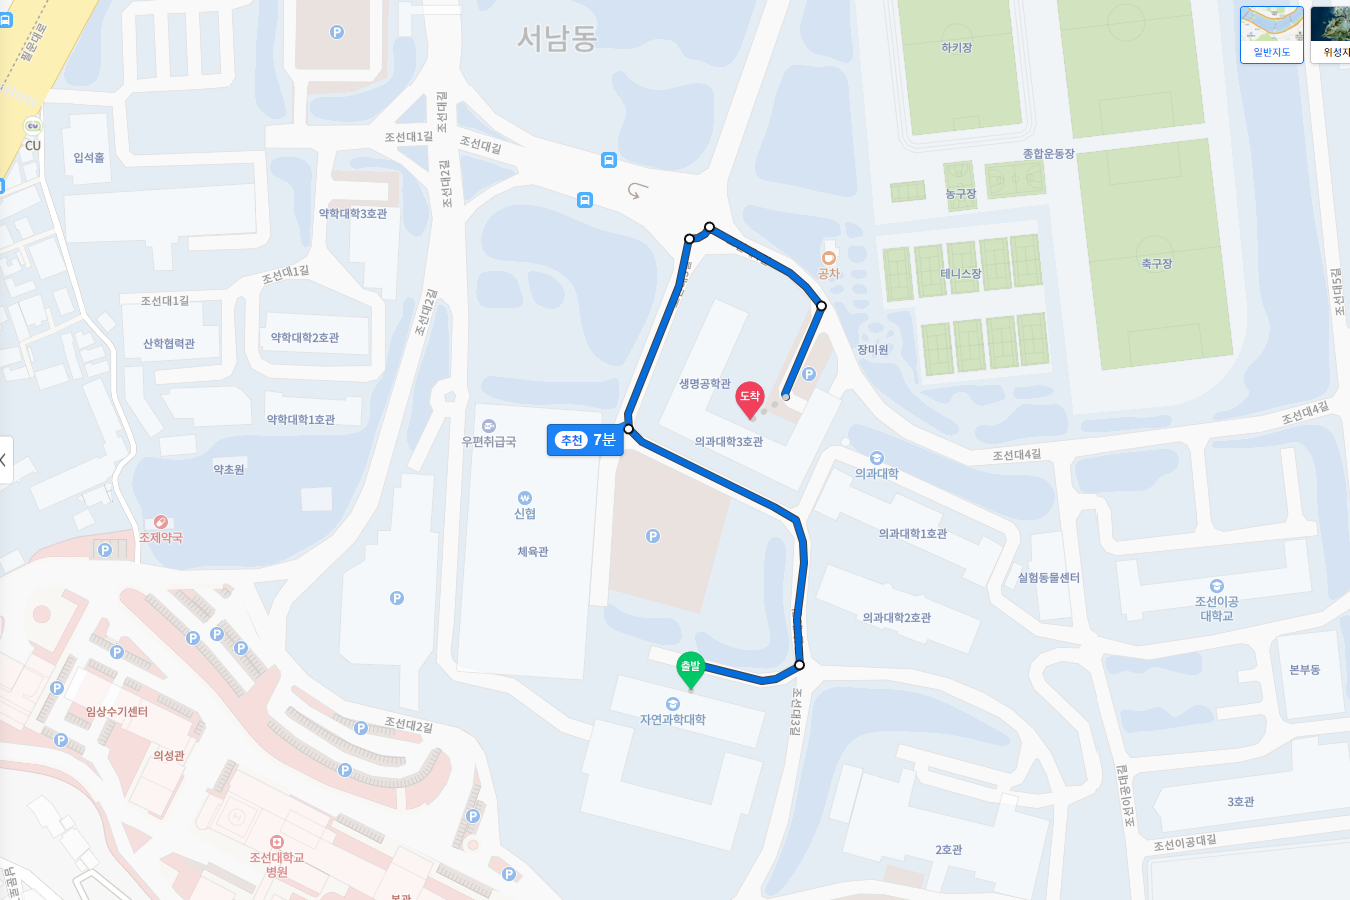 서남동
하키장
일반지도
위성지
필문대로
CU
입석홀
조선대1길
조선대길
조선대길
조선대2길
종합운동장
농구장
약학대학3호관
조선대1길
공차
테니스장
축구장
조선대5길
조선대1길
조선대2길
산학협력관
약학대학2호관
장미원
생명공학관
도착
약학대학1호관
우편취급국
추천 7분
의과대학3호관
조선대4길
조선대4길
약초원
의과대학
신협
체육관
조제약국
의과대학1호관
실험동물센터
조선이공
대학교
의과대학2호관
출발
본부동
임상수기센터
자연과학대학
조선대3길
조선대2길
의성관
조선이공대길
3호관
조선이공대길
2호관
조선대학교
병원
본관